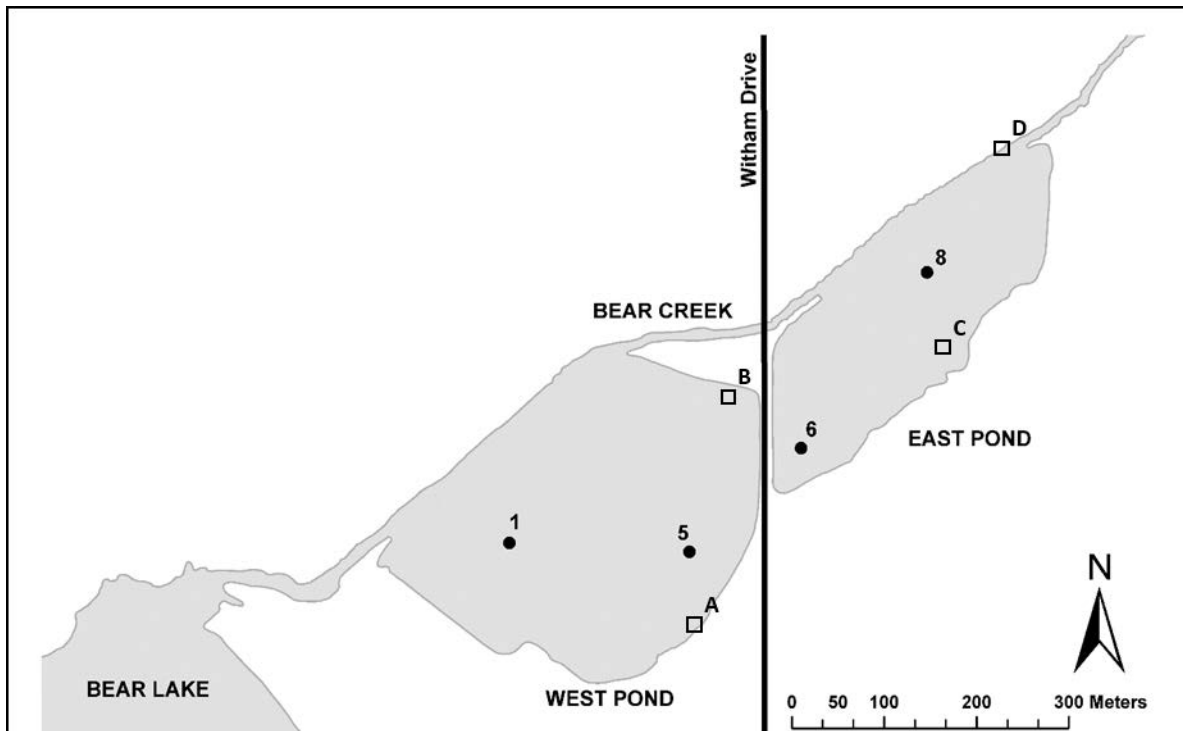 Witham Drive
D
8
BEAR CREEK
C
B
6
EAST POND
1
5
N
A
BEAR LAKE
WEST POND
0 50 100 200 300 Meters